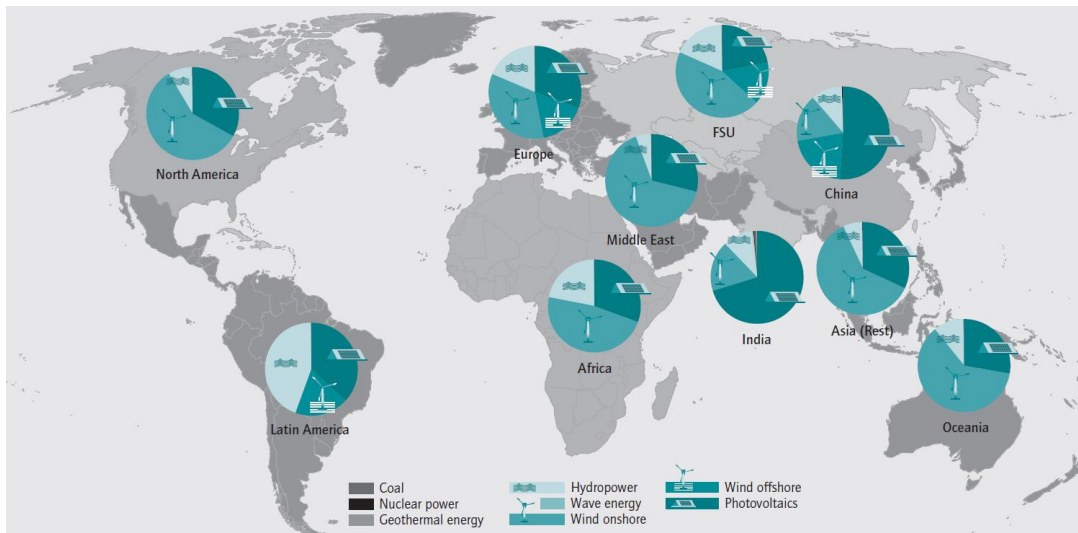 North America
Europe
FSU
China
Middle East
Africa
India
Asia (Rest)
Latin America
Oceania
Coal
Nuclear power
Geothermal energy
Hydropower
Wave energy
Wind onshore
Wind offshore
Photovoltaics